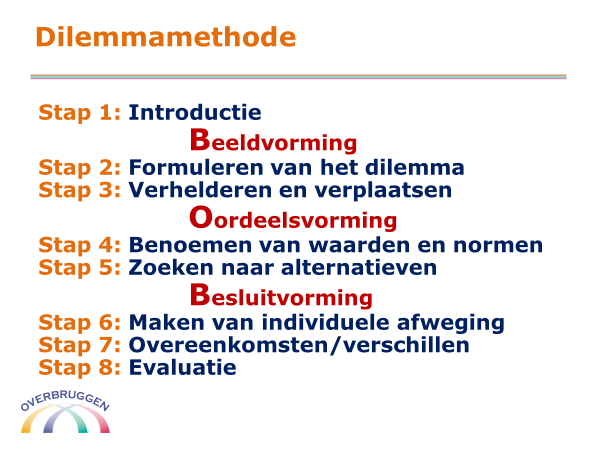 Dilemmamethode
Stap 1: Introductie
Beeldvorming
Stap 2: Formuleren van het dilemma
Stap 3: Verhelderen en verplaatsen
Oordeelsvorming
Stap 4: Benoemen van waarden en normen
Stap 5: Zoeken naar alternatieven
Besluitvorming
Stap 6: Maken van individuele afweging
Stap 7: Overeenkomsten/verschillen
Stap 8: Evaluatie
OVERBRUGGEN